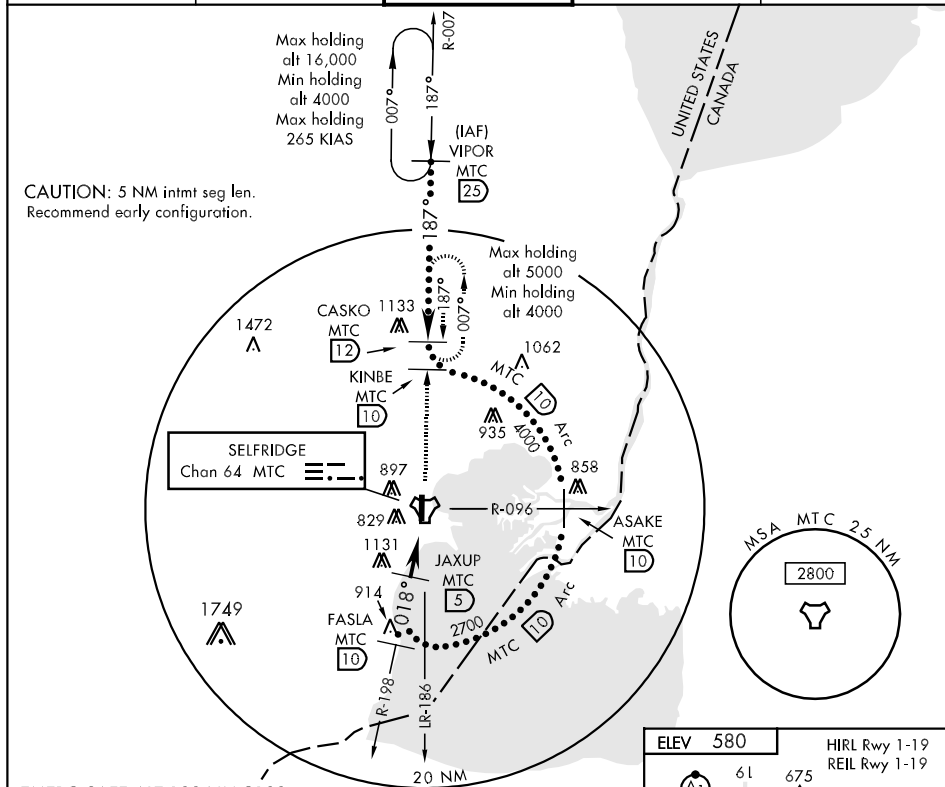 Max holding
alt 16,000
Min holding
alt 4000
Max holding
265 KIAS
R-007
007°
187°
(IAF)
VIPOR
MTC
25
UNITED STATES
CANADA
CAUTION: 5 NM intmt seg len.
Recommend early configuration.
187°
Max holding
alt 5000
Min holding
alt 4000
187°
007°
CASKO
MTC
12
1133
1472
KINBE
MTC
10
1062
MTC 10 Arc
4000
935
SELFRIDGE
Chan 64 MTC
897
858
829
R-096
ASAKE
MTC
10
1131
JAXUP
MTC
5
MSA MTC 25 NM
2800
914
018°
FASLA
MTC
10
2700
MTC 10 Arc
1749
R-198
LR-186
20 NM
ELEV 580
HIRL Rwy 1-19
REIL Rwy 1-19
61
675